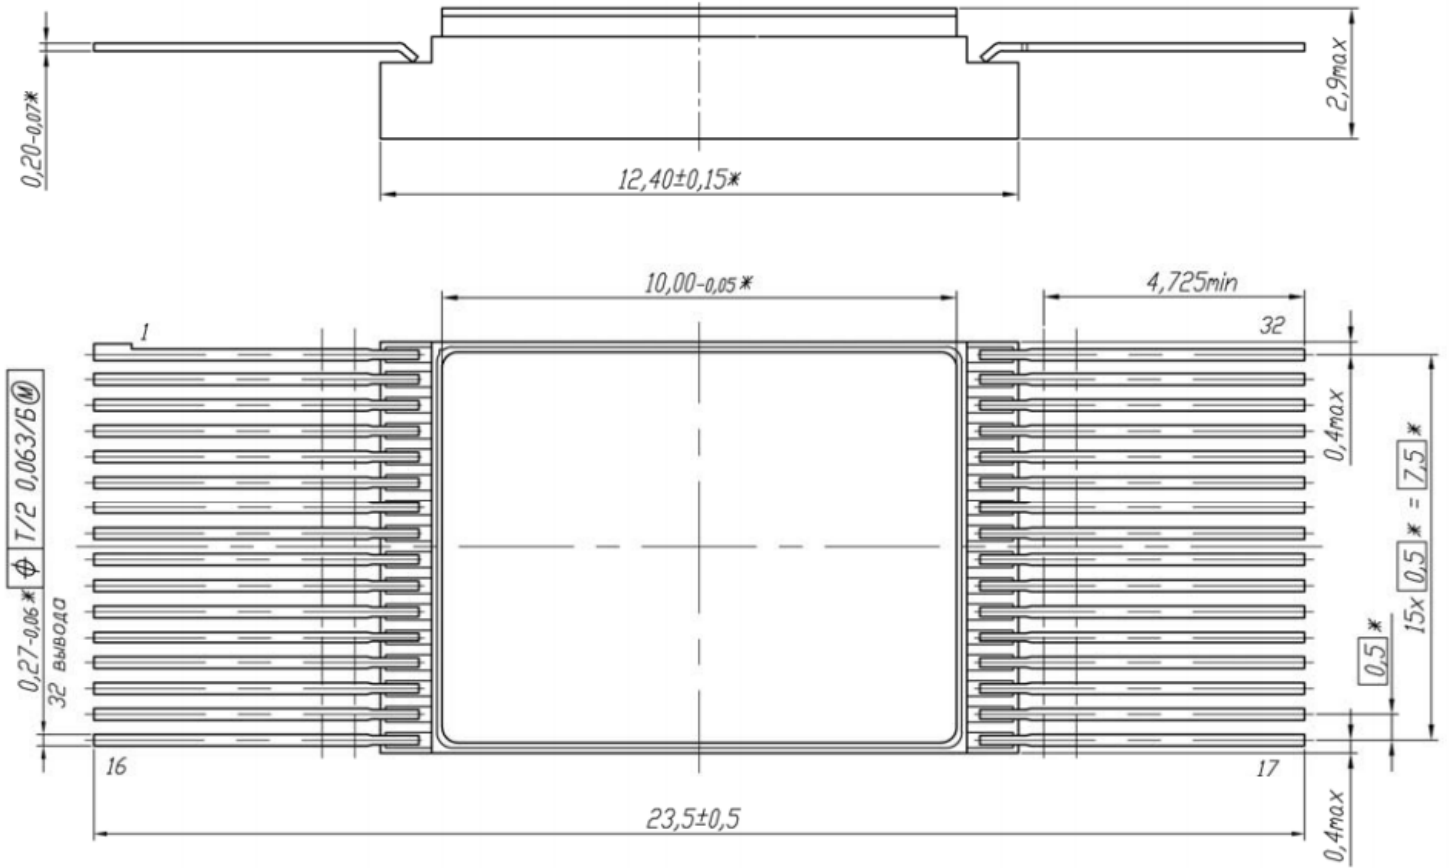 0,20-0,07*
2,9max
12,40±0,15*
10,00-0,05*
4,725min
1
32
⌖ T/2 0,063/Б Ⓜ
0,27-0,06*
32 вывода
0,4max
15x 0,5* = 7,5*
0,5*
16
17
23,5±0,5
0,4max